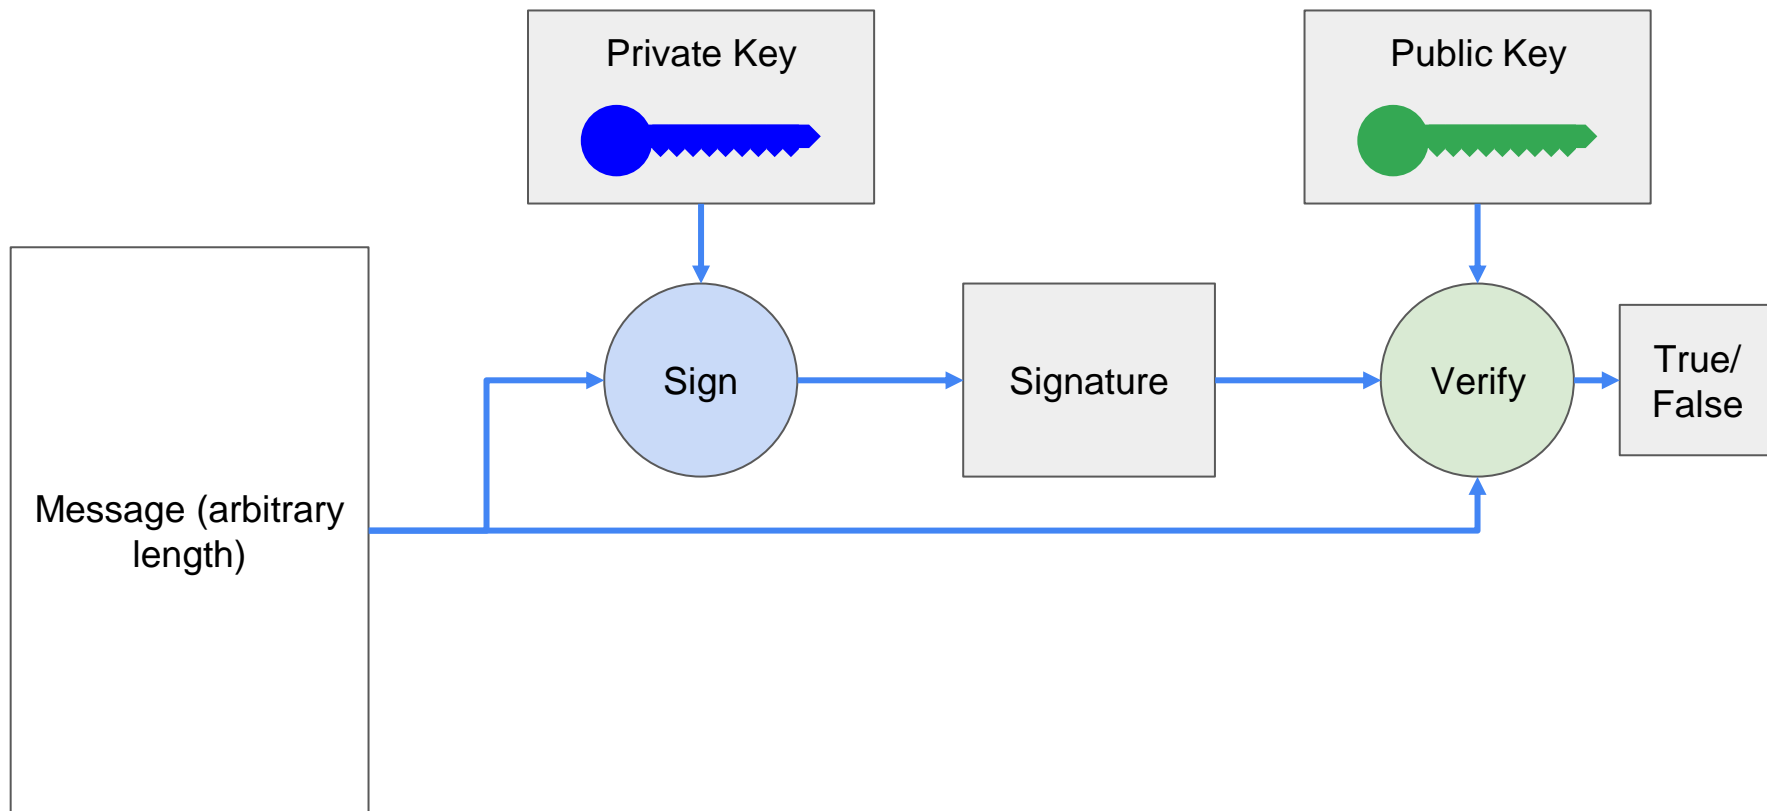 Private Key
Public Key
Message (arbitrary
length)
Sign
Signature
Verify
True/
False